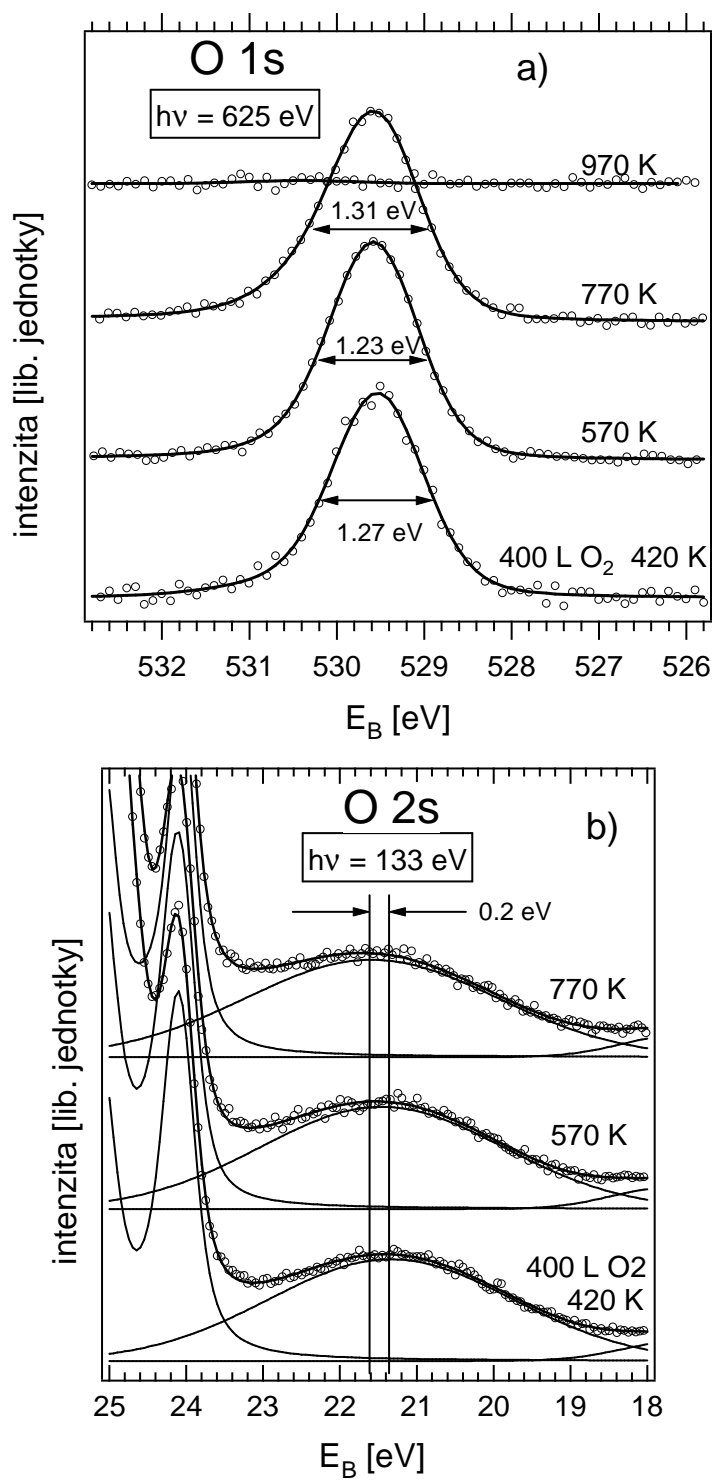 O 1s
a)
hν = 625 eV
970 K
1.31 eV
770 K
1.23 eV
570 K
1.27 eV
400 L O₂ 420 K
intenzita [lib. jednotky]
532 531 530 529 528 527 526
E_B [eV]
O 2s
b)
hν = 133 eV
0.2 eV
770 K
570 K
400 L O2
420 K
intenzita [lib. jednotky]
25 24 23 22 21 20 19 18
E_B [eV]